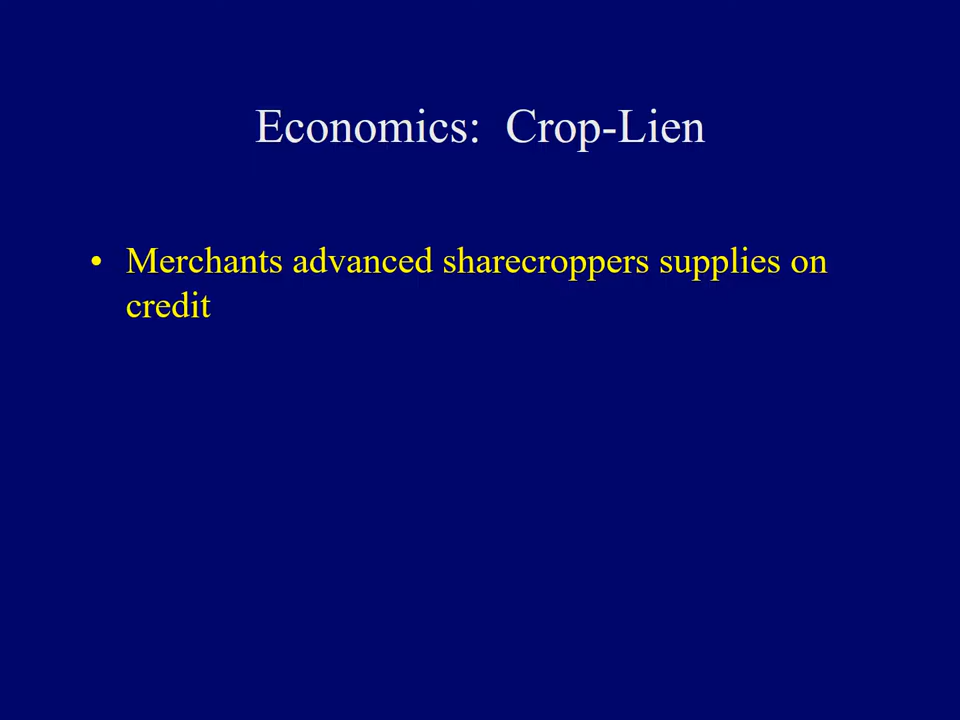 Economics:  Crop-Lien
• Merchants advanced sharecroppers supplies on
credit